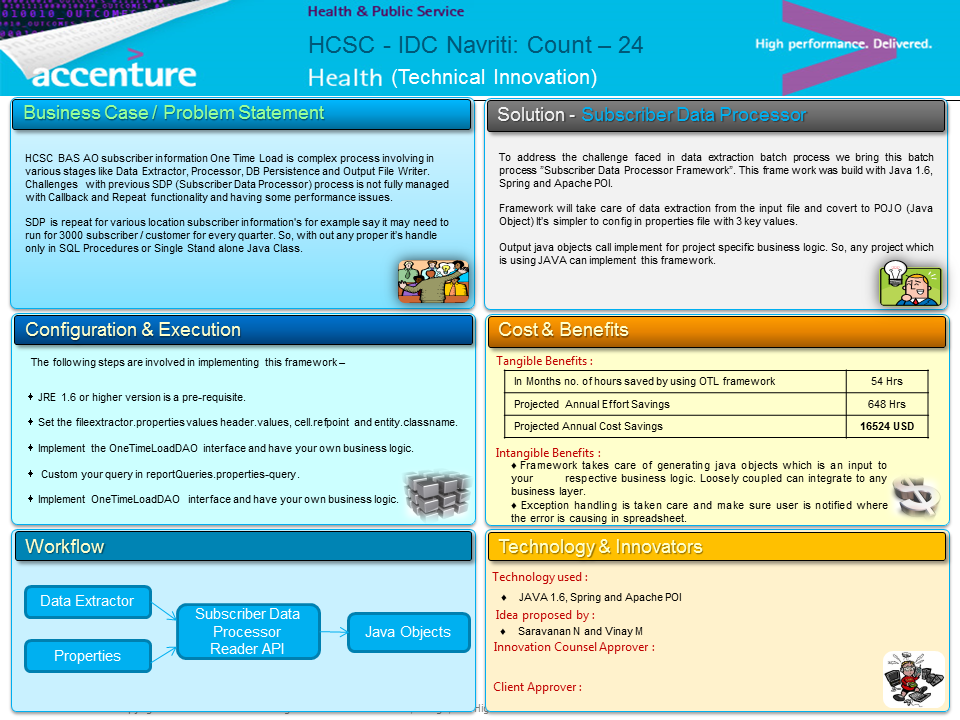 010010_OUTCOME
Health & Public Service
HCSC - IDC Navriti: Count – 24
Health (Technical Innovation)
accenture
High performance. Delivered.
Business Case / Problem Statement
HCSC BAS AO subscriber information One Time Load is complex process involving in
various stages like Data Extractor, Processor, DB Persistence and Output File Writer.
Challenges with previous SDP (Subscriber Data Processor) process is not fully managed
with Callback and Repeat functionality and having some performance issues.
SDP is repeat for various location subscriber information's for example say it may need to
run for 3000 subscriber / customer for every quarter. So, with out any proper it's handle
only in SQL Procedures or Single Stand alone Java Class.
Solution - Subscriber Data Processor
To address the challenge faced in data extraction batch process we bring this batch
process "Subscriber Data Processor Framework". This frame work was build with Java 1.6,
Spring and Apache POI.
Framework will take care of data extraction from the input file and covert to POJO (Java
Object) It's simpler to config in properties file with 3 key values.
Output java objects call implement for project specific business logic. So, any project which
is using JAVA can implement this framework.
Configuration & Execution
The following steps are involved in implementing this framework –
JRE 1.6 or higher version is a pre-requisite.
Set the fileextractor.properties values header.values, cell.refpoint and entity.classname.
Implement the OneTimeLoadDAO interface and have your own business logic.
Custom your query in reportQueries.properties-query.
Implement OneTimeLoadDAO interface and have your own business logic.
Cost & Benefits
Tangible Benefits :
In Months no. of hours saved by using OTL framework 54 Hrs
Projected Annual Effort Savings 648 Hrs
Projected Annual Cost Savings 16524 USD
Intangible Benefits :
♦ Framework takes care of generating java objects which is an input to
your respective business logic. Loosely coupled can integrate to any
business layer.
♦ Exception handling is taken care and make sure user is notified where
the error is causing in spreadsheet.
Workflow
Data Extractor
Properties
Subscriber Data
Processor
Reader API
Java Objects
Technology & Innovators
Technology used :
♦ JAVA 1.6, Spring and Apache POI
Idea proposed by :
♦ Saravanan N and Vinay M
Innovation Counsel Approver :
Client Approver :